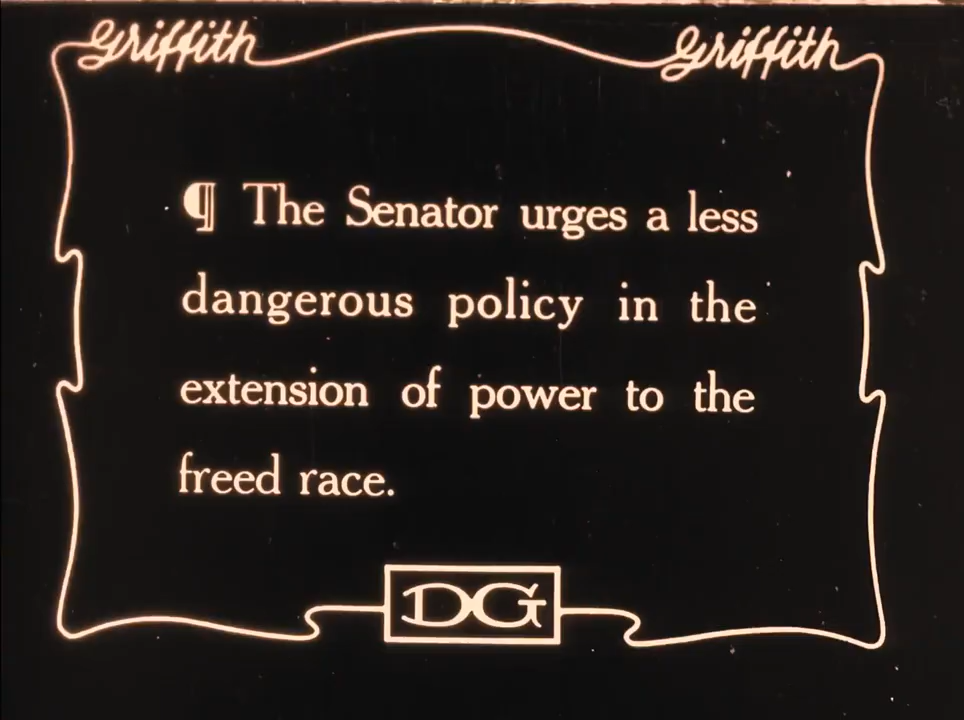 Griffith Griffith
¶ The Senator urges a less
dangerous policy in the
extension of power to the
freed race.
DG